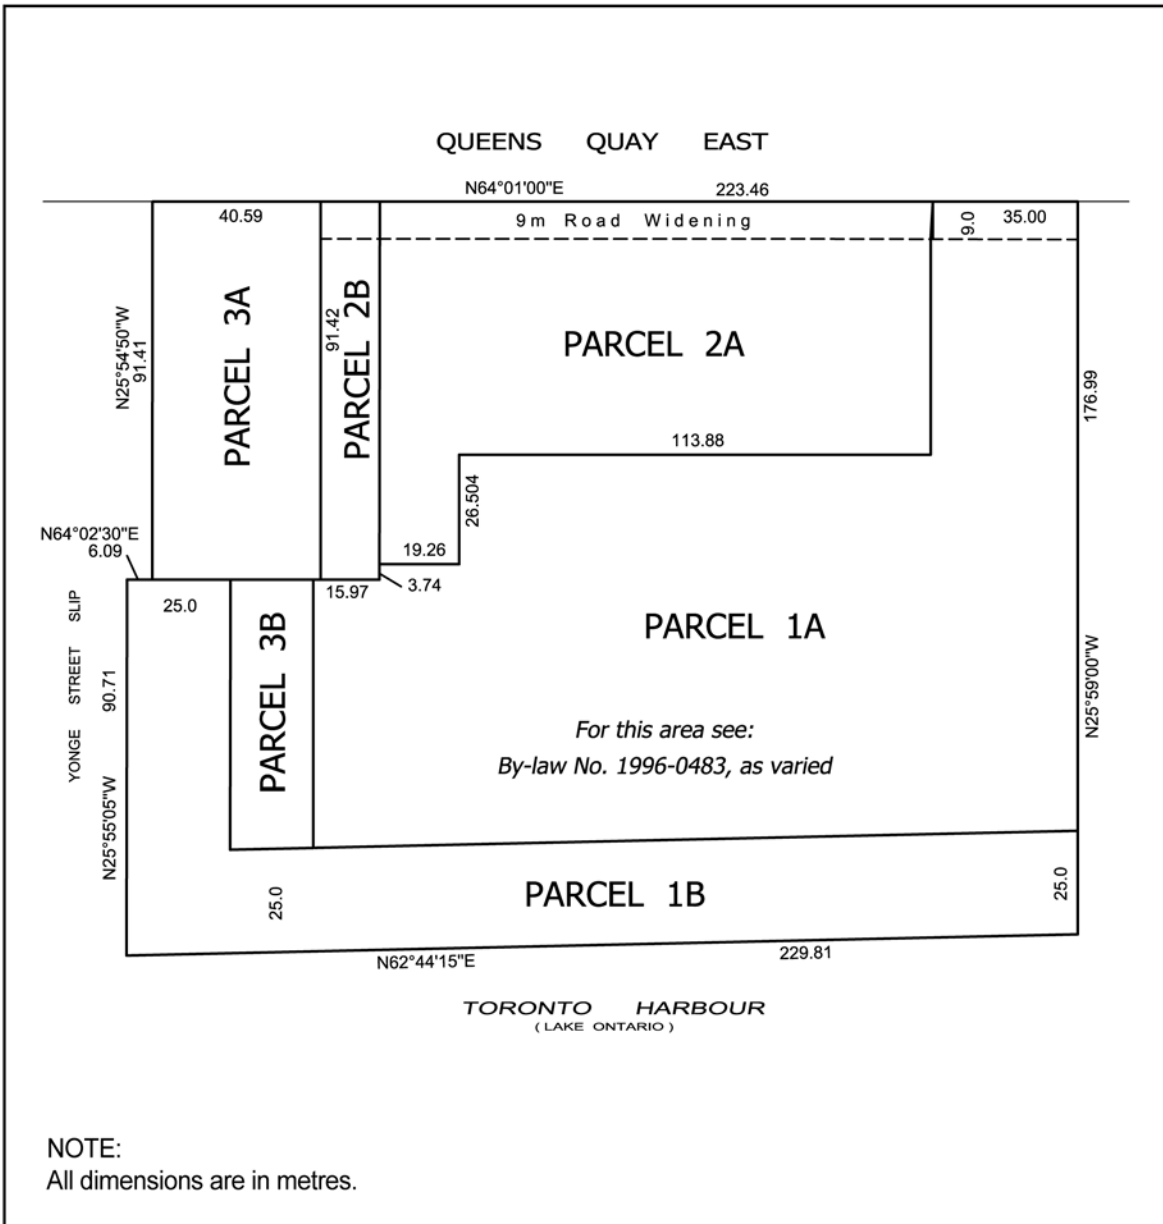 QUEENS QUAY EAST
N64°01'00"E 223.46
40.59
9m Road Widening
9.0
35.00
N25°54'50"W
91.41
PARCEL 3A
91.42
PARCEL 2B
PARCEL 2A
176.99
113.88
26.504
N64°02'30"E
6.09
19.26
3.74
15.97
25.0
YONGE STREET SLIP
90.71
N25°55'05"W
PARCEL 3B
PARCEL 1A
N25°59'00"W
For this area see:
By-law No. 1996-0483, as varied
25.0
PARCEL 1B
25.0
N62°44'15"E
229.81
TORONTO HARBOUR
( LAKE ONTARIO )
NOTE:
All dimensions are in metres.